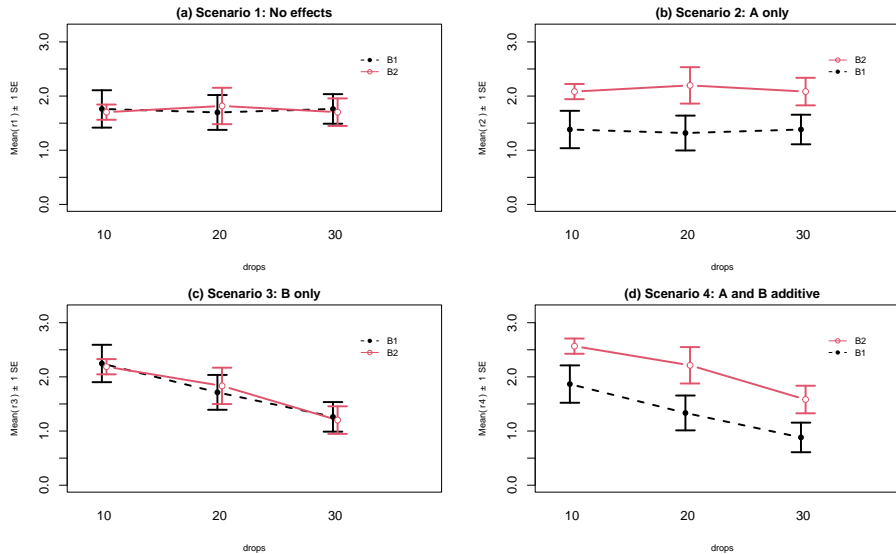 (a) Scenario 1: No effects
Mean( r1) ± 1 SE
3.0
2.0
1.0
0.0
B1
B2
10 20 30
drops
(b) Scenario 2: A only
Mean( r2) ± 1 SE
3.0
2.0
1.0
0.0
B2
B1
10 20 30
drops
(c) Scenario 3: B only
Mean( r3) ± 1 SE
3.0
2.0
1.0
0.0
B1
B2
10 20 30
drops
(d) Scenario 4: A and B additive
Mean( r4) ± 1 SE
3.0
2.0
1.0
0.0
B2
B1
10 20 30
drops